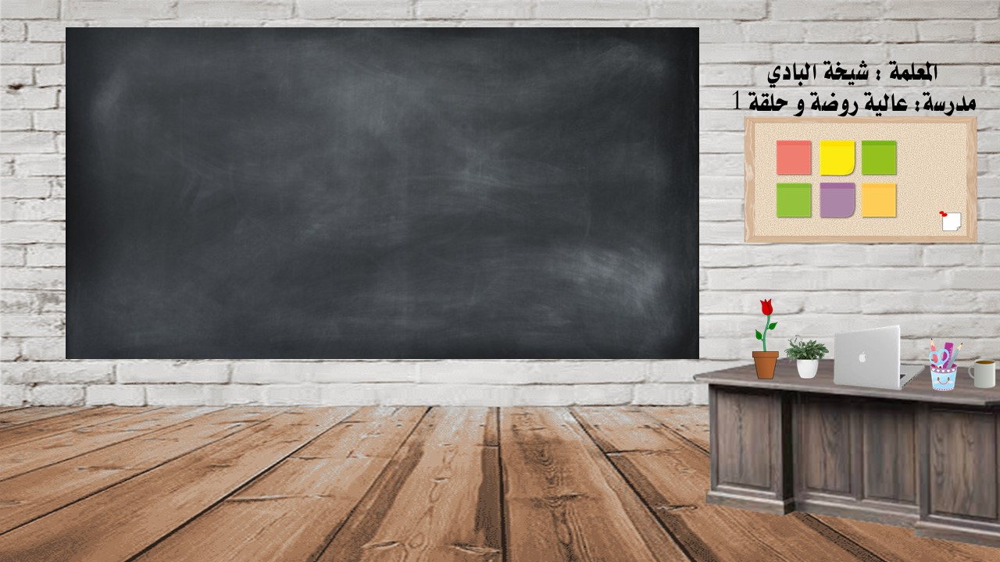 المعلمة : شيخة البادي
مدرسة: عالية روضة و حلقة 1